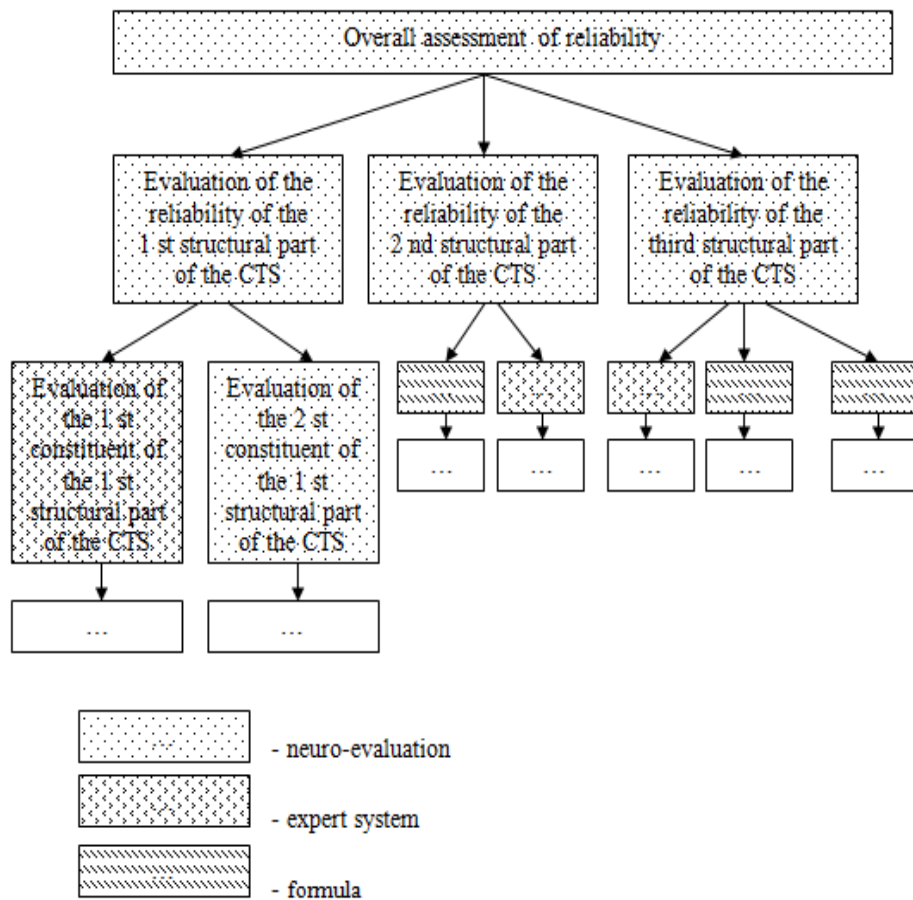 Overall assessment of reliability
Evaluation of the
reliability of the
1 st structural part
of the CTS
Evaluation of the
reliability of the
2 nd structural part
of the CTS
Evaluation of the
reliability of the
third structural part
of the CTS
Evaluation of
the 1 st
constituent of
the 1 st
structural part
of the CTS
Evaluation of
the 2 st
constituent of
the 1 st
structural part
of the CTS
...
...
...
...
...
...
...
...
...
...
...
...
...
- neuro-evaluation
...
- expert system
...
- formula